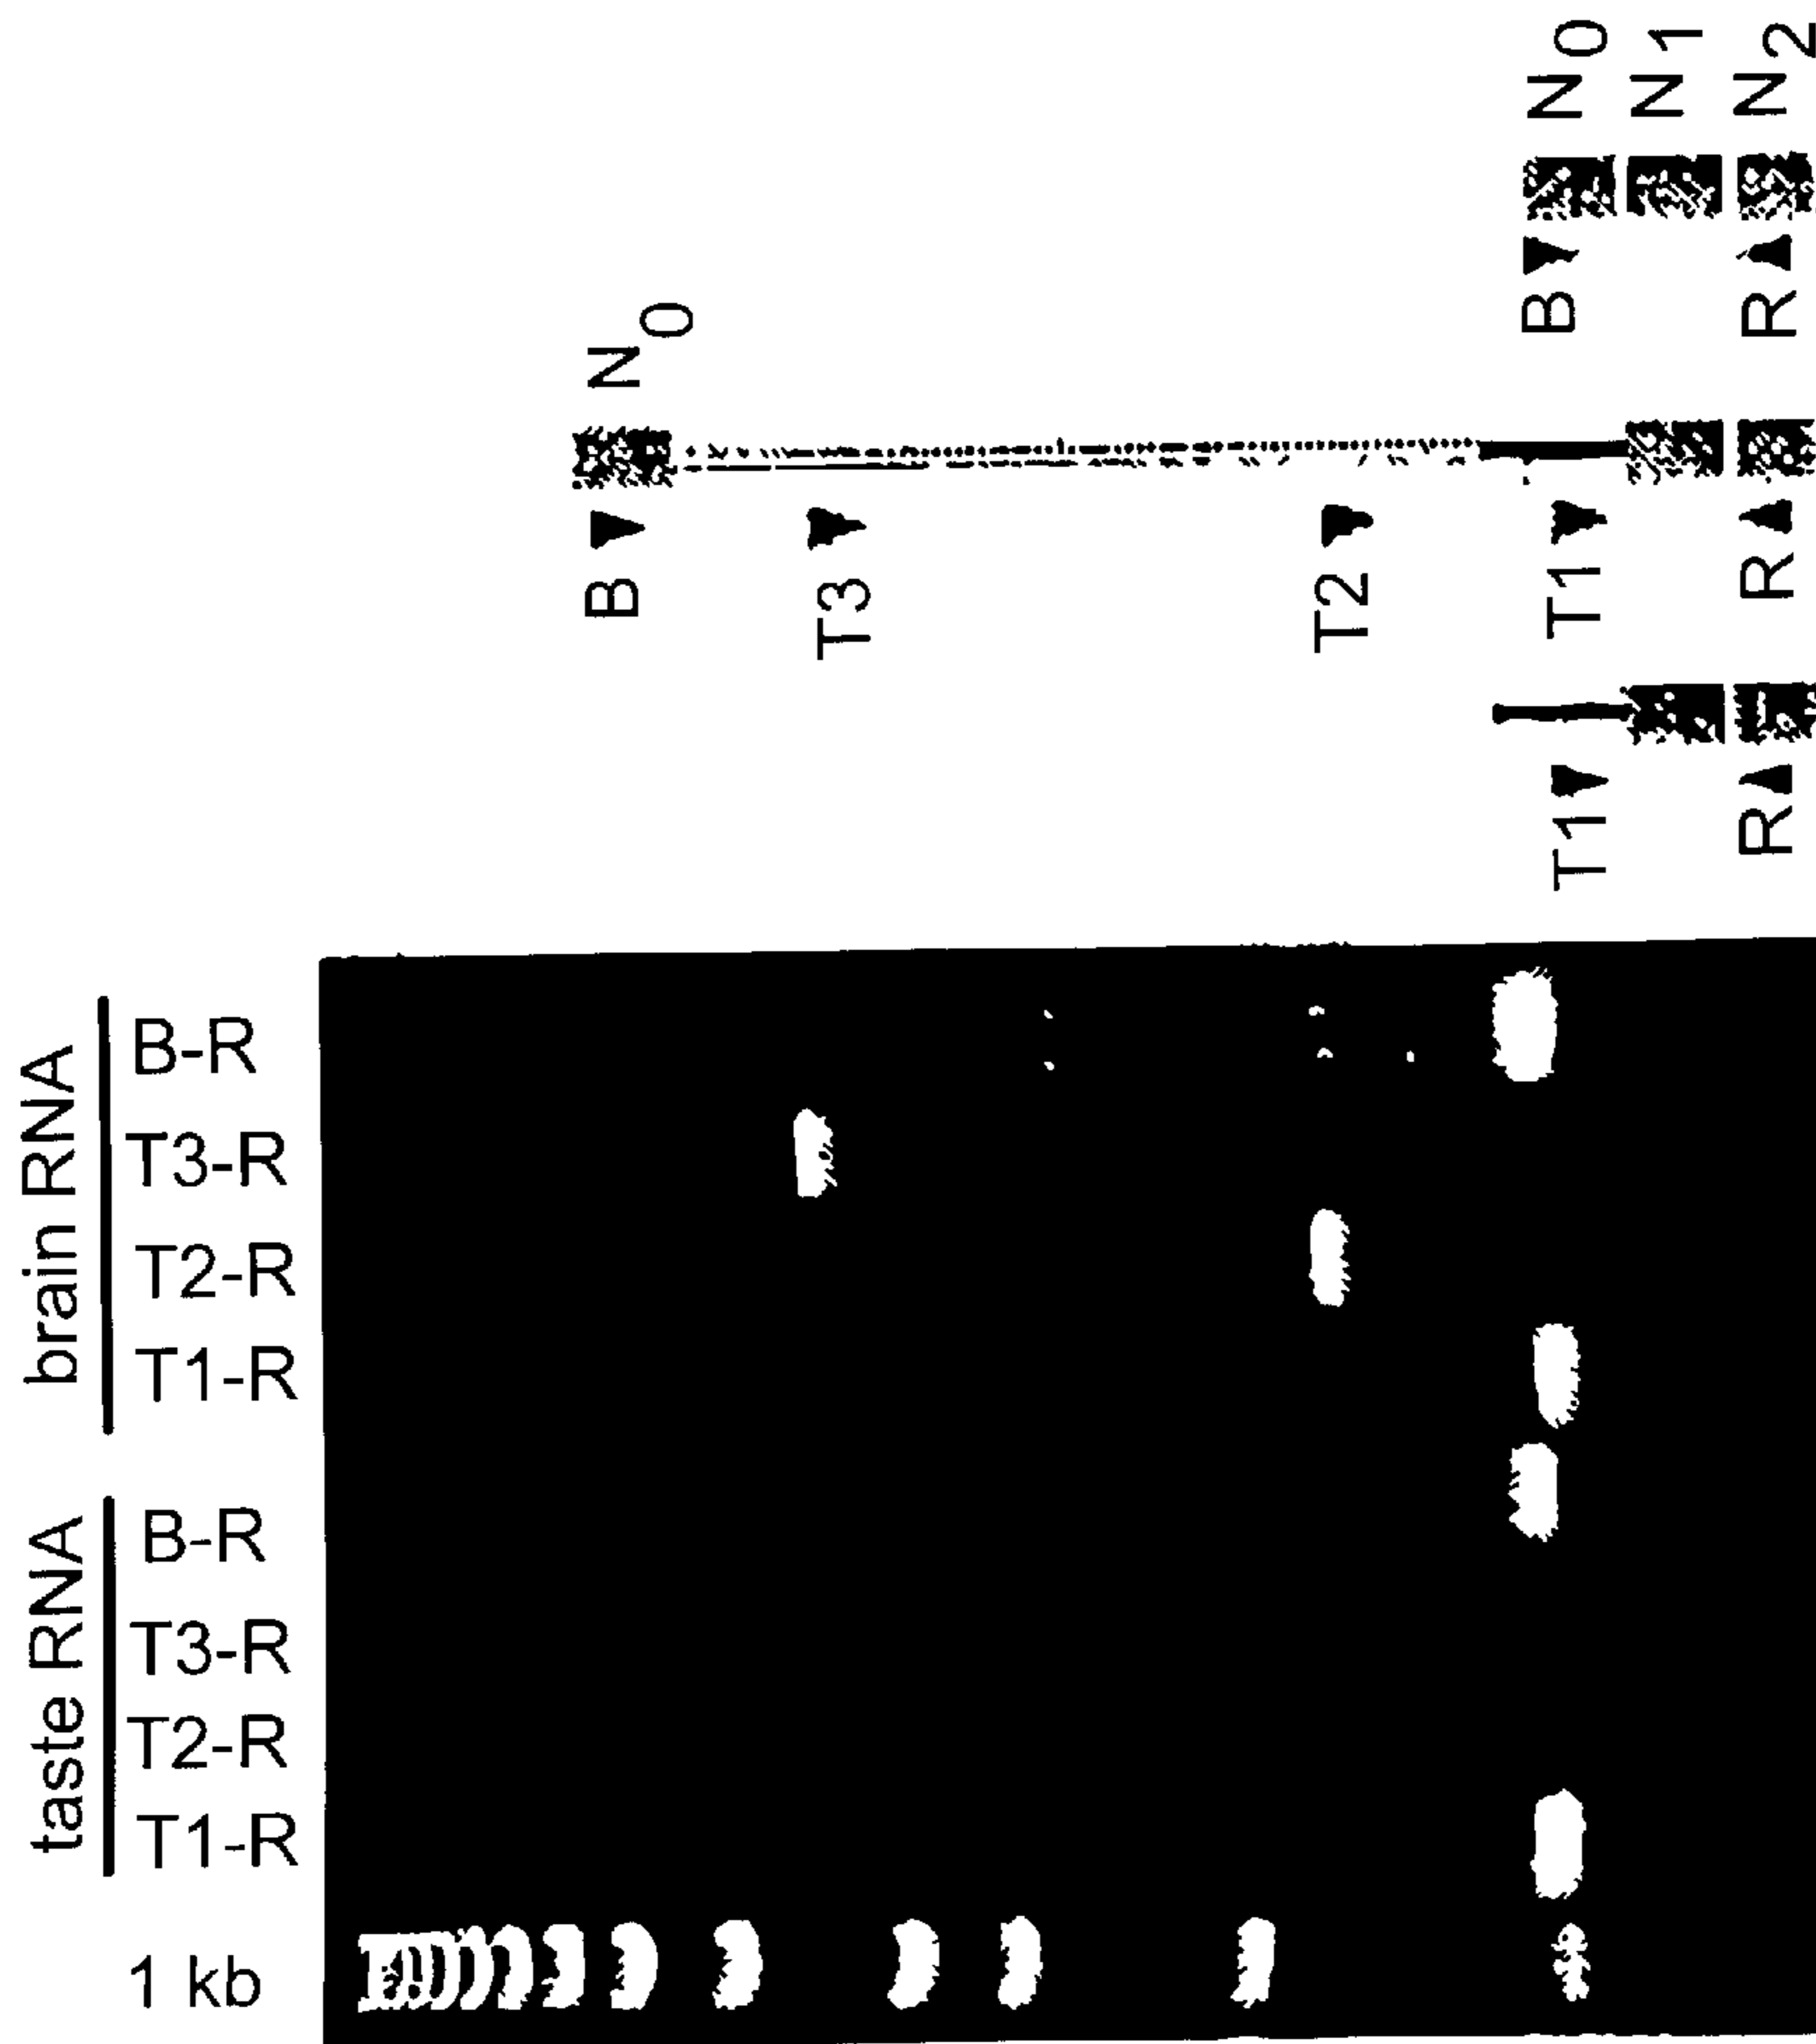 N0 N1 N2
B R
N0
B T3 T2 T1 R
T1 R
brain RNA
B-R
T3-R
T2-R
T1-R
taste RNA
B-R
T3-R
T2-R
T1-R
1 kb